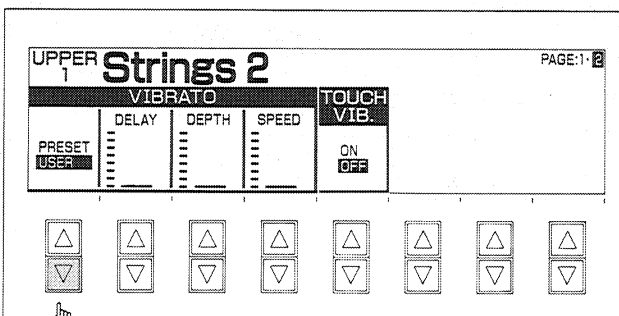 UPPER 1 Strings 2 PAGE:1· 2
VIBRATO
TOUCH VIB.
DELAY DEPTH SPEED
PRESET
USER
ON
OFF